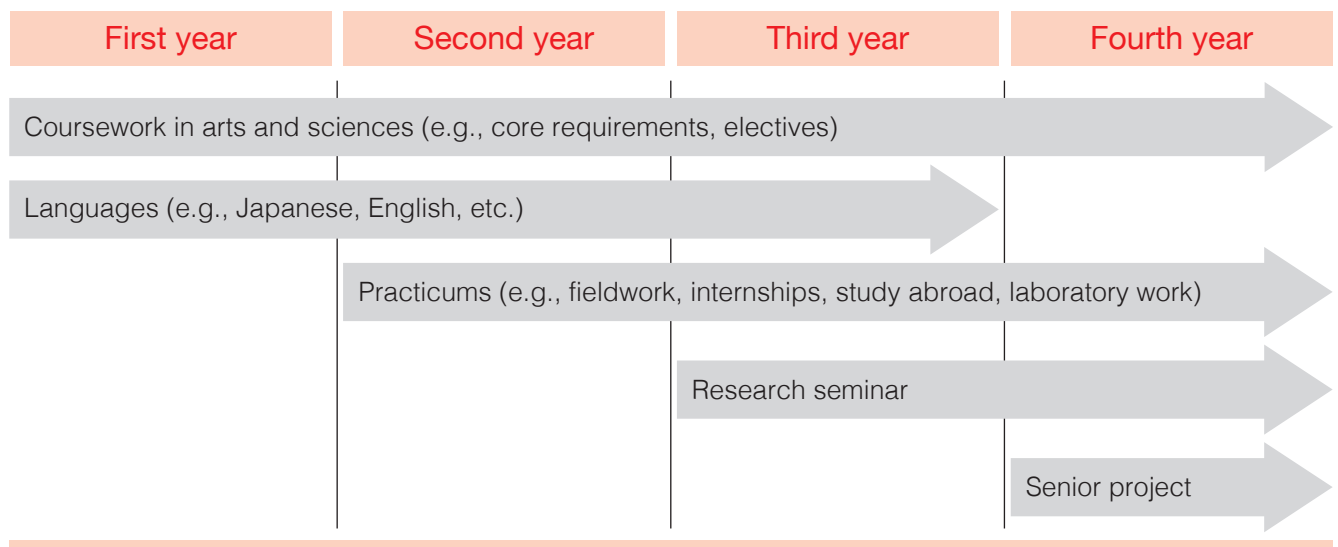 First year Second year Third year Fourth year
Coursework in arts and sciences (e.g., core requirements, electives)
Languages (e.g., Japanese, English, etc.)
Practicums (e.g., fieldwork, internships, study abroad, laboratory work)
Research seminar
Senior project